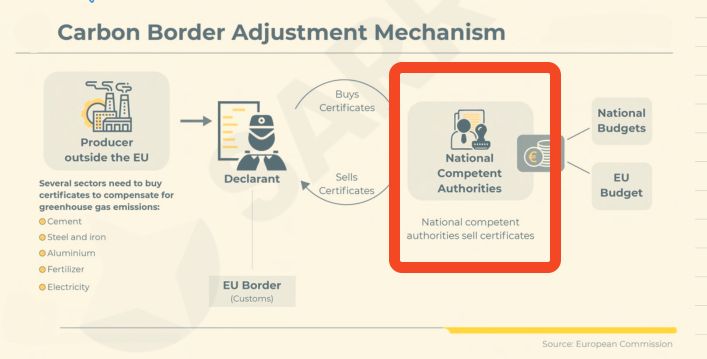 Carbon Border Adjustment Mechanism
Producer
outside the EU
Several sectors need to buy
certificates to compensate for
greenhouse gas emissions:
Cement
Steel and iron
Aluminium
Fertilizer
Electricity
Declarant
EU Border
(Customs)
Buys
Certificates
Sells
Certificates
National
Competent
Authorities
National competent
authorities sell certificates
€
National
Budgets
EU
Budget
Source: European Commission